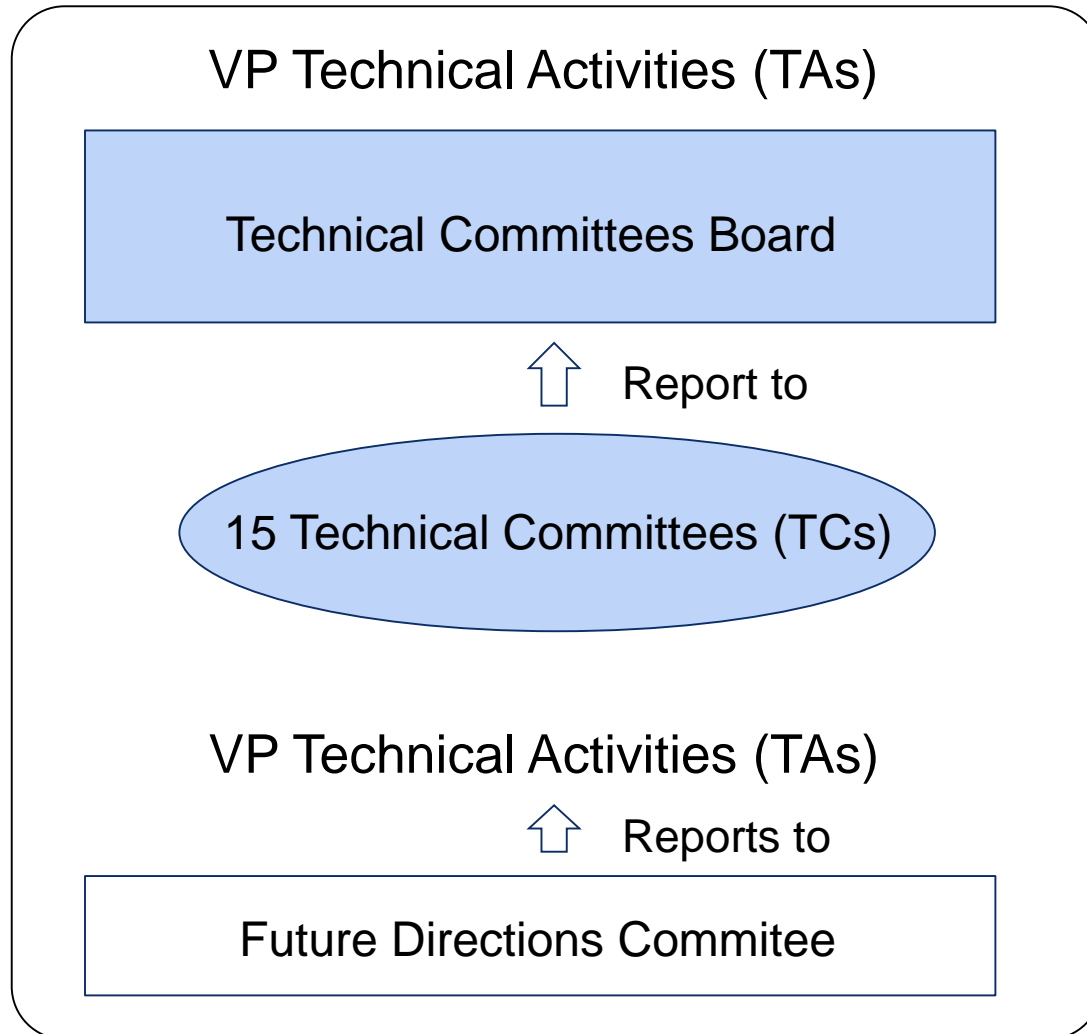 VP Technical Activities (TAs)
Technical Committees Board
Report to
15 Technical Committees (TCs)
VP Technical Activities (TAs)
Reports to
Future Directions Commitee